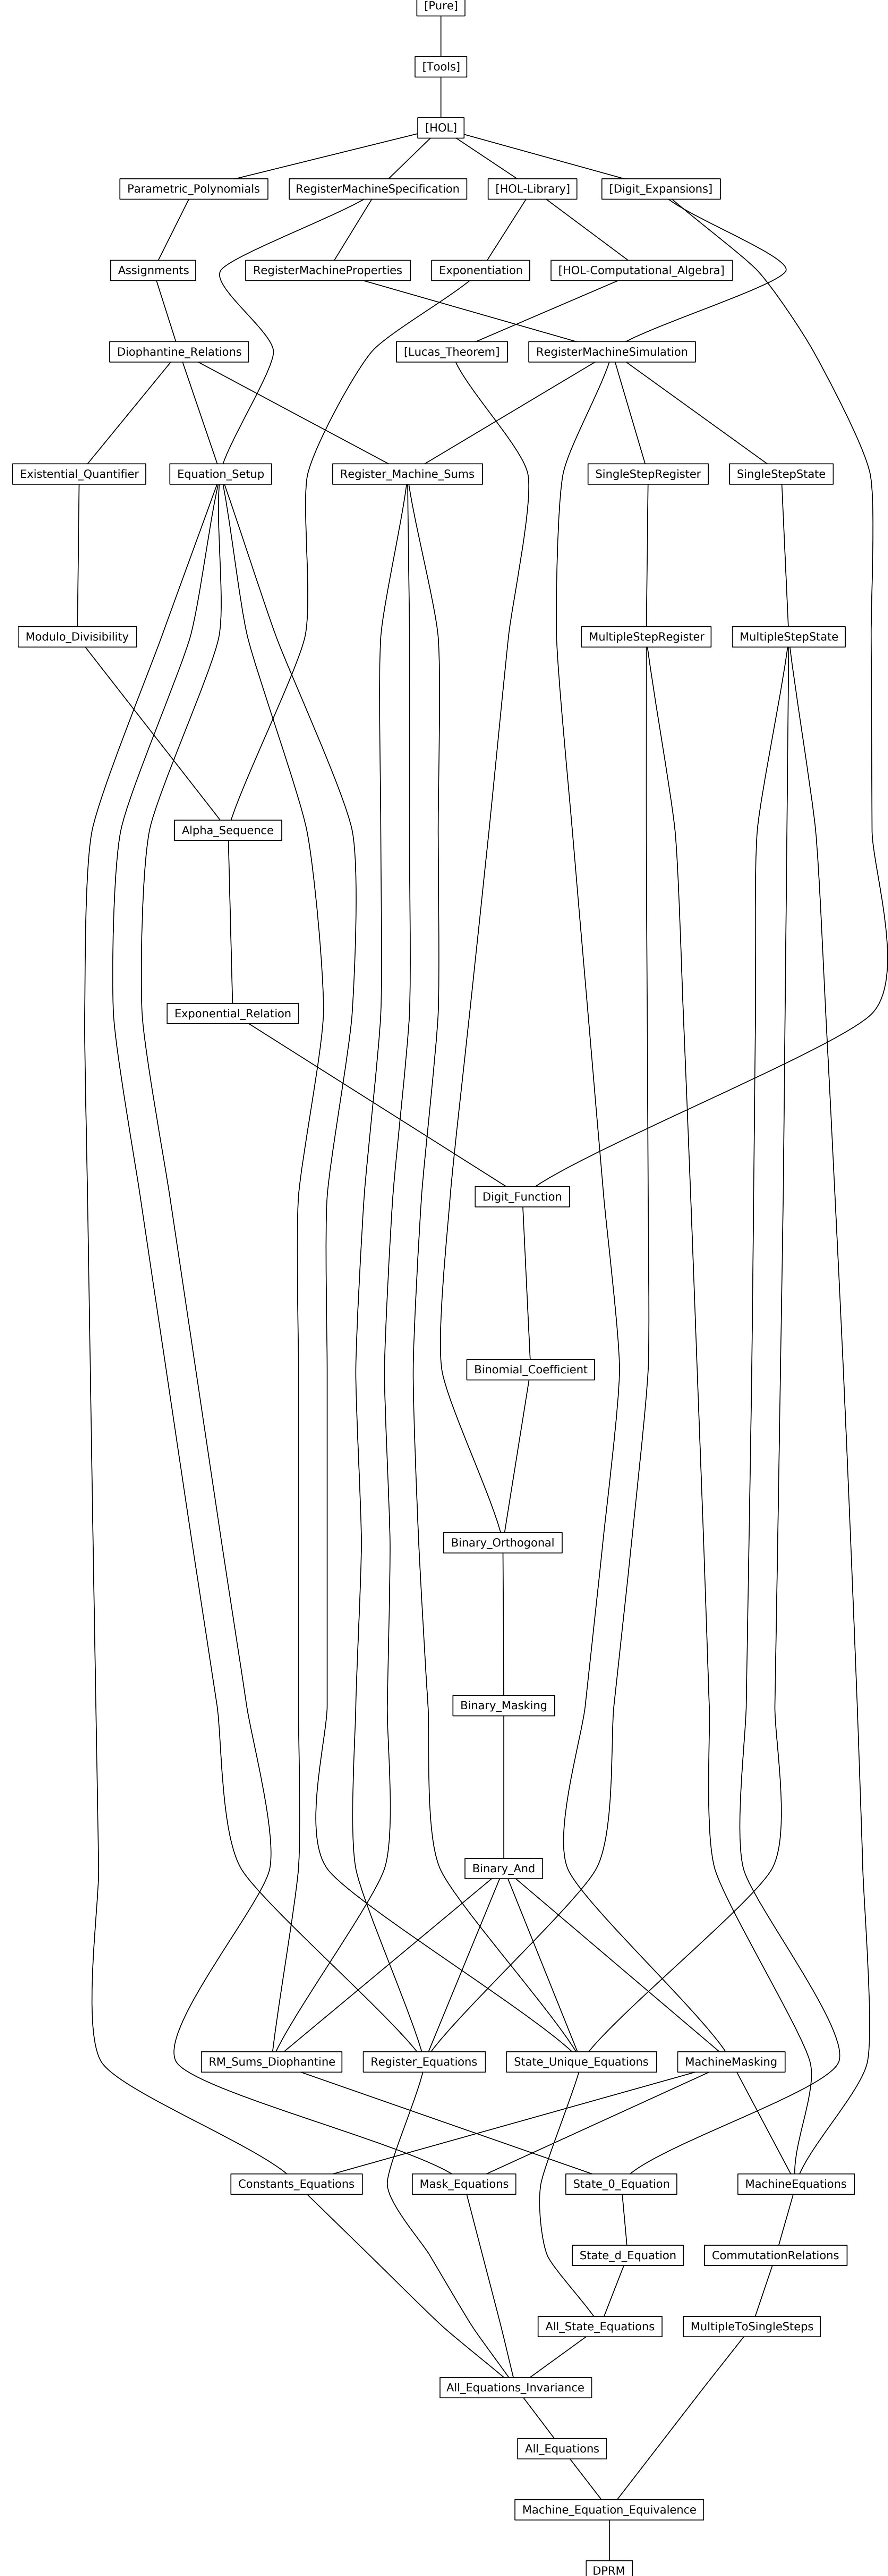 [Pure]
[Tools]
[HOL]
Parametric_Polynomials
RegisterMachineSpecification
[HOL-Library]
[Digit_Expansions]
Assignments
RegisterMachineProperties
Exponentiation
[HOL-Computational_Algebra]
Diophantine_Relations
[Lucas_Theorem]
RegisterMachineSimulation
Existential_Quantifier
Equation_Setup
Register_Machine_Sums
SingleStepRegister
SingleStepState
Modulo_Divisibility
MultipleStepRegister
MultipleStepState
Alpha_Sequence
Exponential_Relation
Digit_Function
Binomial_Coefficient
Binary_Orthogonal
Binary_Masking
Binary_And
RM_Sums_Diophantine
Register_Equations
State_Unique_Equations
MachineMasking
Constants_Equations
Mask_Equations
State_0_Equation
MachineEquations
State_d_Equation
CommutationRelations
All_State_Equations
MultipleToSingleSteps
All_Equations_Invariance
All_Equations
Machine_Equation_Equivalence
DPRM